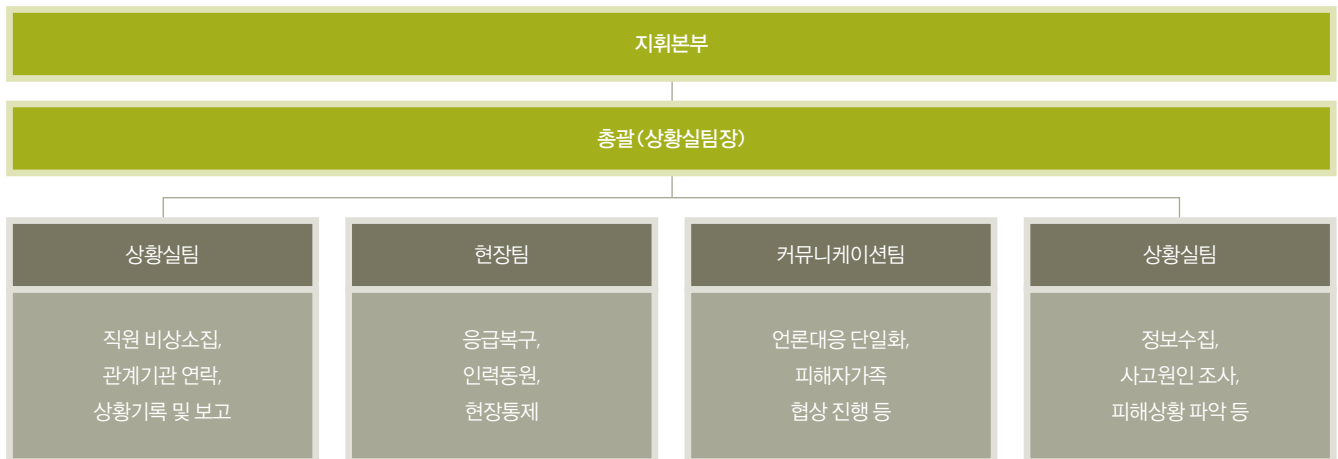 지휘본부
총괄(상황실팀장)
상황실팀
직원 비상소집,
관계기관 연락,
상황기록 및 보고
현장팀
응급복구,
인력동원,
현장통제
커뮤니케이션팀
언론대응 단일화,
피해자가족
협상 진행 등
상황실팀
정보수집,
사고원인 조사,
피해상황 파악 등